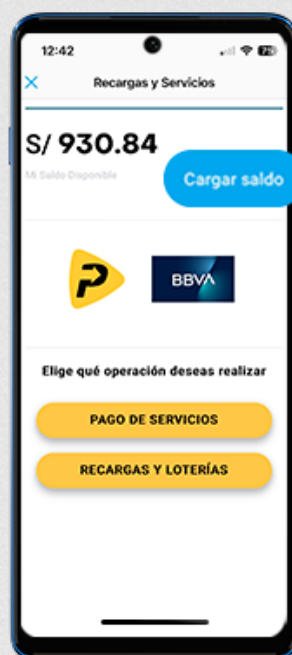 12:42
Recargas y Servicios
S/ 930.84
Mi Saldo Disponible
Cargar saldo
P
BBVA
Elige qué operación deseas realizar
PAGO DE SERVICIOS
RECARGAS Y LOTERÍAS